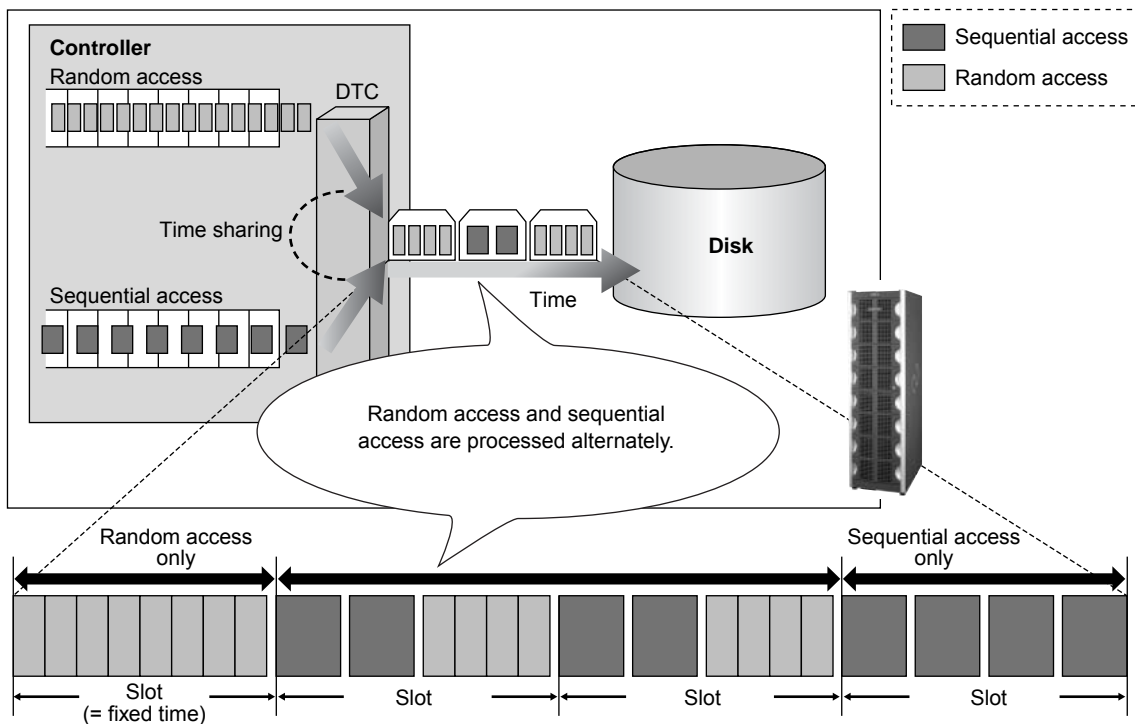 Controller
Random access
DTC
Time sharing
Sequential access
Time
Disk
Sequential access
Random access
Random access and sequential
access are processed alternately.
Random access
only
Sequential access
only
Slot
(= fixed time)
Slot
Slot
Slot